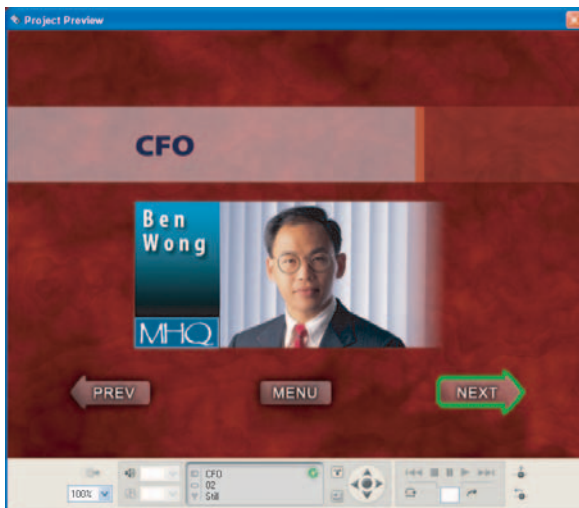 Project Preview
CFO
Ben
Wong
MHQ
PREV
MENU
NEXT
CFO
100%
02
Still